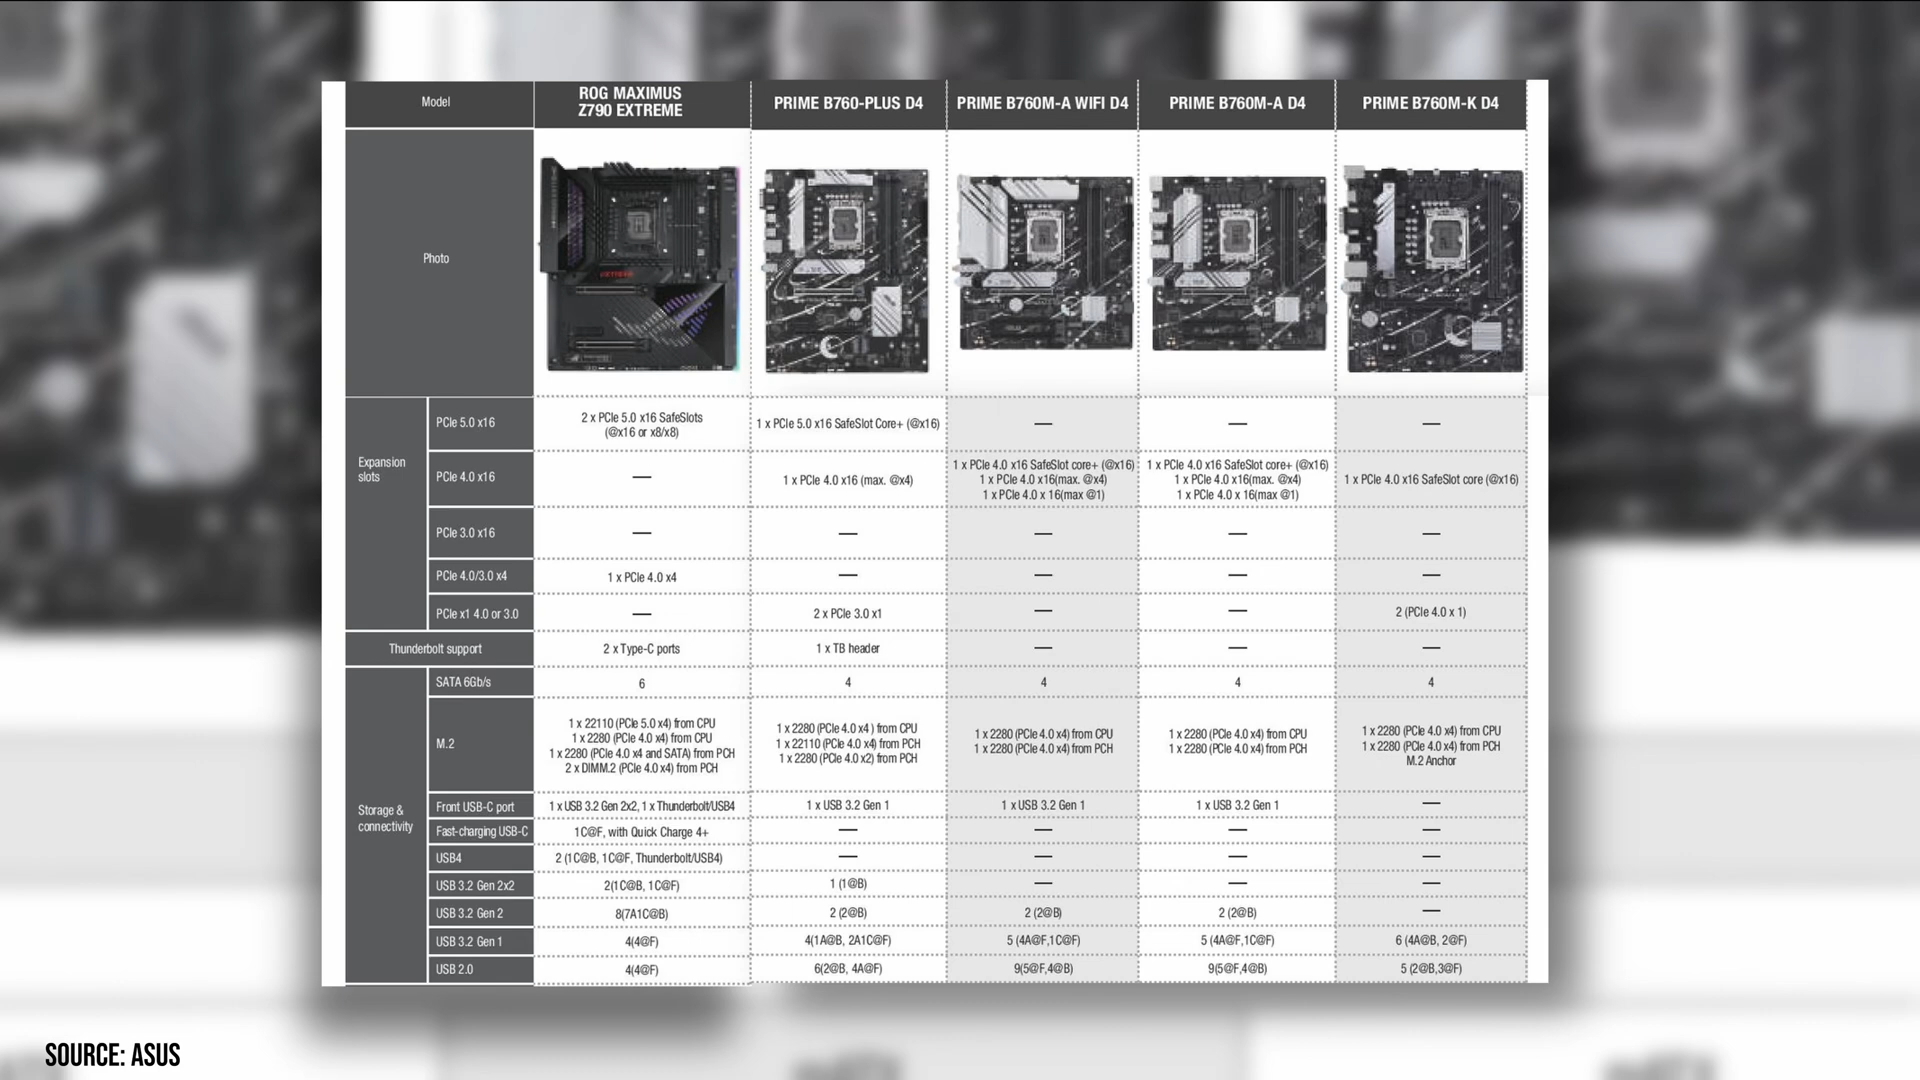 Model
ROG MAXIMUS
Z790 EXTREME
PRIME B760-PLUS D4
PRIME B760M-A WIFI D4
PRIME B760M-A D4
PRIME B760M-K D4
Photo
Expansion
slots
PCIe 5.0 x16
2 x PCIe 5.0 x16 SafeSlots
(@x16 or x8/x8)
1 x PCIe 5.0 x16 SafeSlot Core+ (@x16)
—
—
—
PCIe 4.0 x16
—
1 x PCIe 4.0 x16 (max. @x4)
1 x PCIe 4.0 x16 SafeSlot core+ (@x16)
1 x PCIe 4.0 x16(max. @x4)
1 x PCIe 4.0 x 16(max @1)
1 x PCIe 4.0 x16 SafeSlot core+ (@x16)
1 x PCIe 4.0 x16(max. @x4)
1 x PCIe 4.0 x 16(max @1)
1 x PCIe 4.0 x16 SafeSlot core (@x16)
PCIe 3.0 x16
—
—
—
—
—
PCIe 4.0/3.0 x4
1 x PCIe 4.0 x4
—
—
—
—
PCIe x1 4.0 or 3.0
—
2 x PCIe 3.0 x1
—
—
2 (PCIe 4.0 x 1)
Thunderbolt support
2 x Type-C ports
1 x TB header
—
—
—
Storage &
connectivity
SATA 6Gb/s
6
4
4
4
4
M.2
1 x 22110 (PCIe 5.0 x4) from CPU
1 x 2280 (PCIe 4.0 x4) from CPU
1 x 2280 (PCIe 4.0 x4 and SATA) from PCH
2 x DIMM.2 (PCIe 4.0 x4) from PCH
1 x 2280 (PCIe 4.0 x4 ) from CPU
1 x 22110 (PCIe 4.0 x4) from PCH
1 x 2280 (PCIe 4.0 x2) from PCH
1 x 2280 (PCIe 4.0 x4) from CPU
1 x 2280 (PCIe 4.0 x4) from PCH
1 x 2280 (PCIe 4.0 x4) from CPU
1 x 2280 (PCIe 4.0 x4) from PCH
1 x 2280 (PCIe 4.0 x4) from CPU
1 x 2280 (PCIe 4.0 x4) from PCH
M.2 Anchor
Front USB-C port
1 x USB 3.2 Gen 2x2, 1 x Thunderbolt/USB4
1 x USB 3.2 Gen 1
1 x USB 3.2 Gen 1
1 x USB 3.2 Gen 1
—
Fast-charging USB-C
1C@F, with Quick Charge 4+
—
—
—
—
USB4
2 (1C@B, 1C@F, Thunderbolt/USB4)
—
—
—
—
USB 3.2 Gen 2x2
2(1C@B, 1C@F)
1 (1@B)
—
—
—
USB 3.2 Gen 2
8(7A1C@B)
2 (2@B)
2 (2@B)
2 (2@B)
—
USB 3.2 Gen 1
4(4@F)
4(1A@B, 2A1C@F)
5 (4A@F,1C@F)
5 (4A@F,1C@F)
6 (4A@B, 2@F)
USB 2.0
4(4@F)
6(2@B, 4A@F)
9(5@F,4@B)
9(5@F,4@B)
5 (2@B,3@F)
SOURCE: ASUS